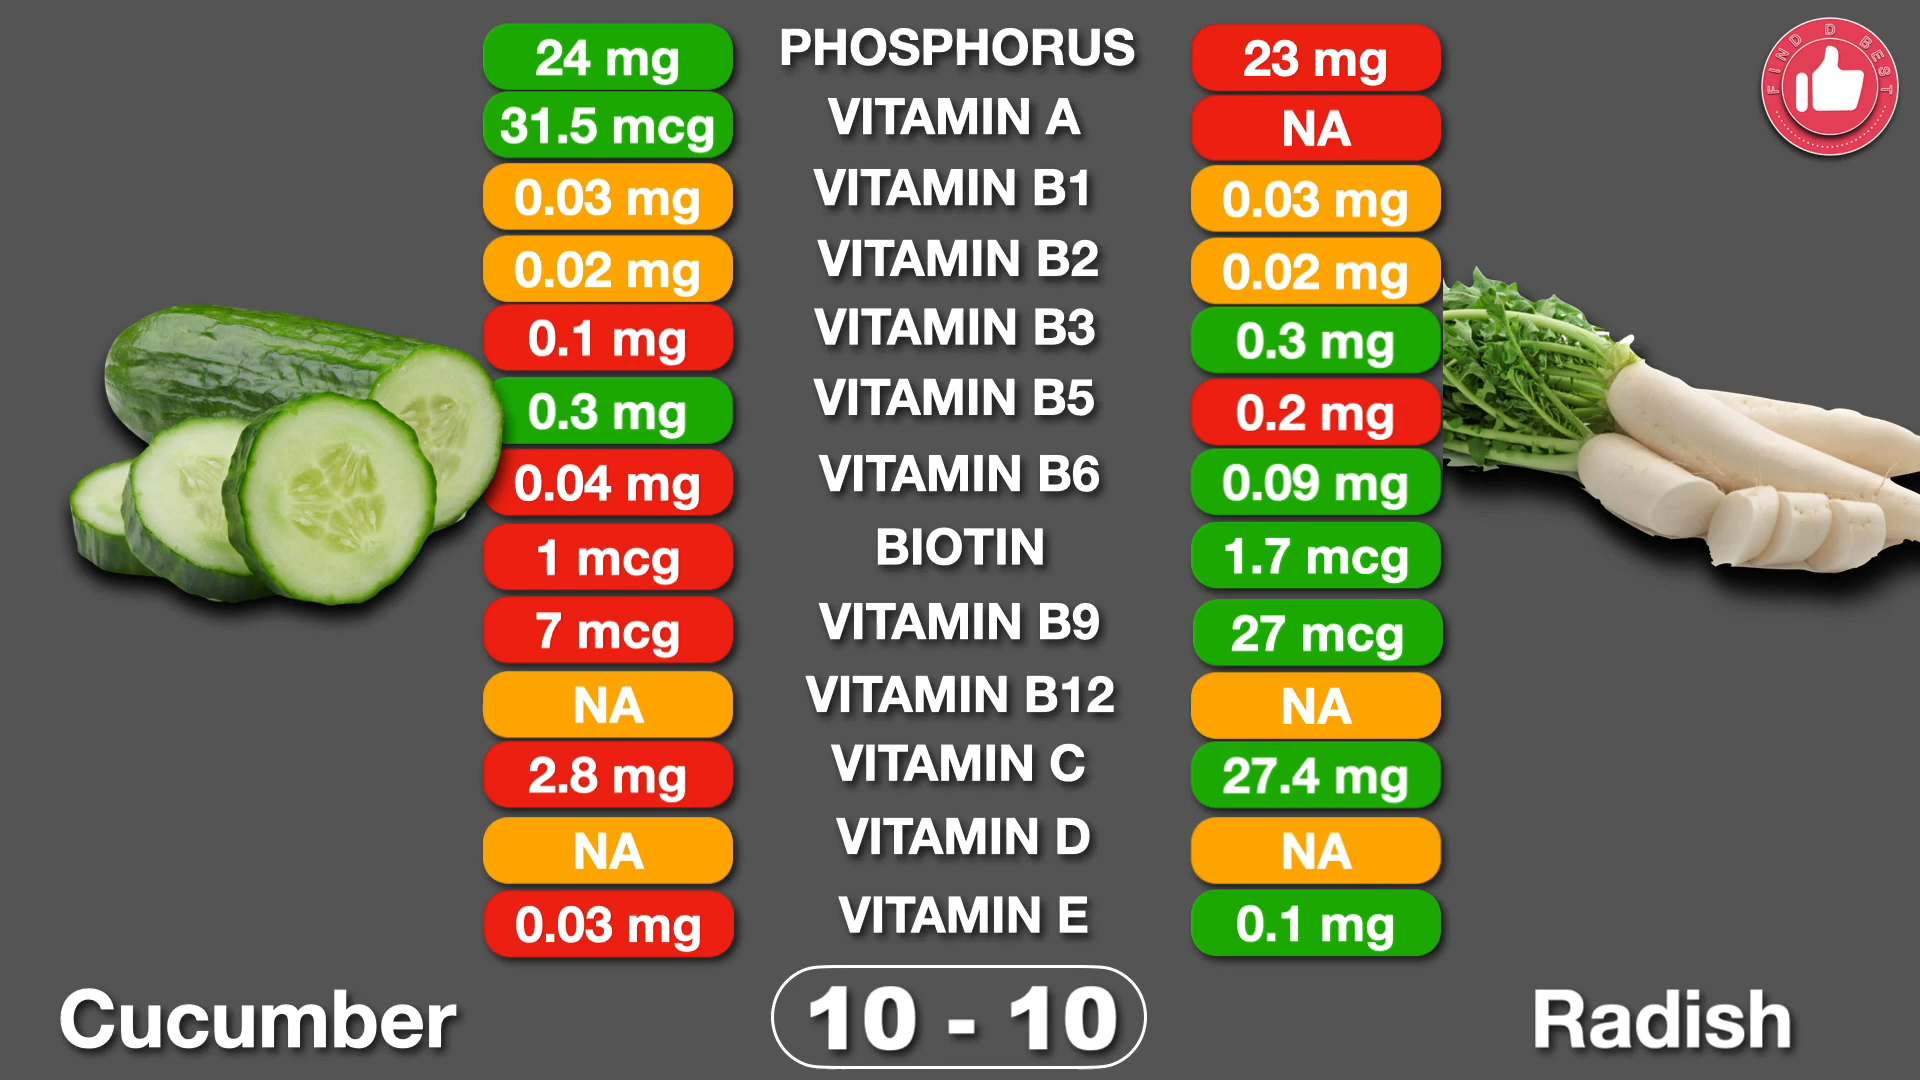 24 mg PHOSPHORUS 23 mg
31.5 mcg VITAMIN A NA
0.03 mg VITAMIN B1 0.03 mg
0.02 mg VITAMIN B2 0.02 mg
0.1 mg VITAMIN B3 0.3 mg
0.3 mg VITAMIN B5 0.2 mg
0.04 mg VITAMIN B6 0.09 mg
1 mcg BIOTIN 1.7 mcg
7 mcg VITAMIN B9 27 mcg
NA VITAMIN B12 NA
2.8 mg VITAMIN C 27.4 mg
NA VITAMIN D NA
0.03 mg VITAMIN E 0.1 mg
Cucumber 10 - 10 Radish
FIND D BEST